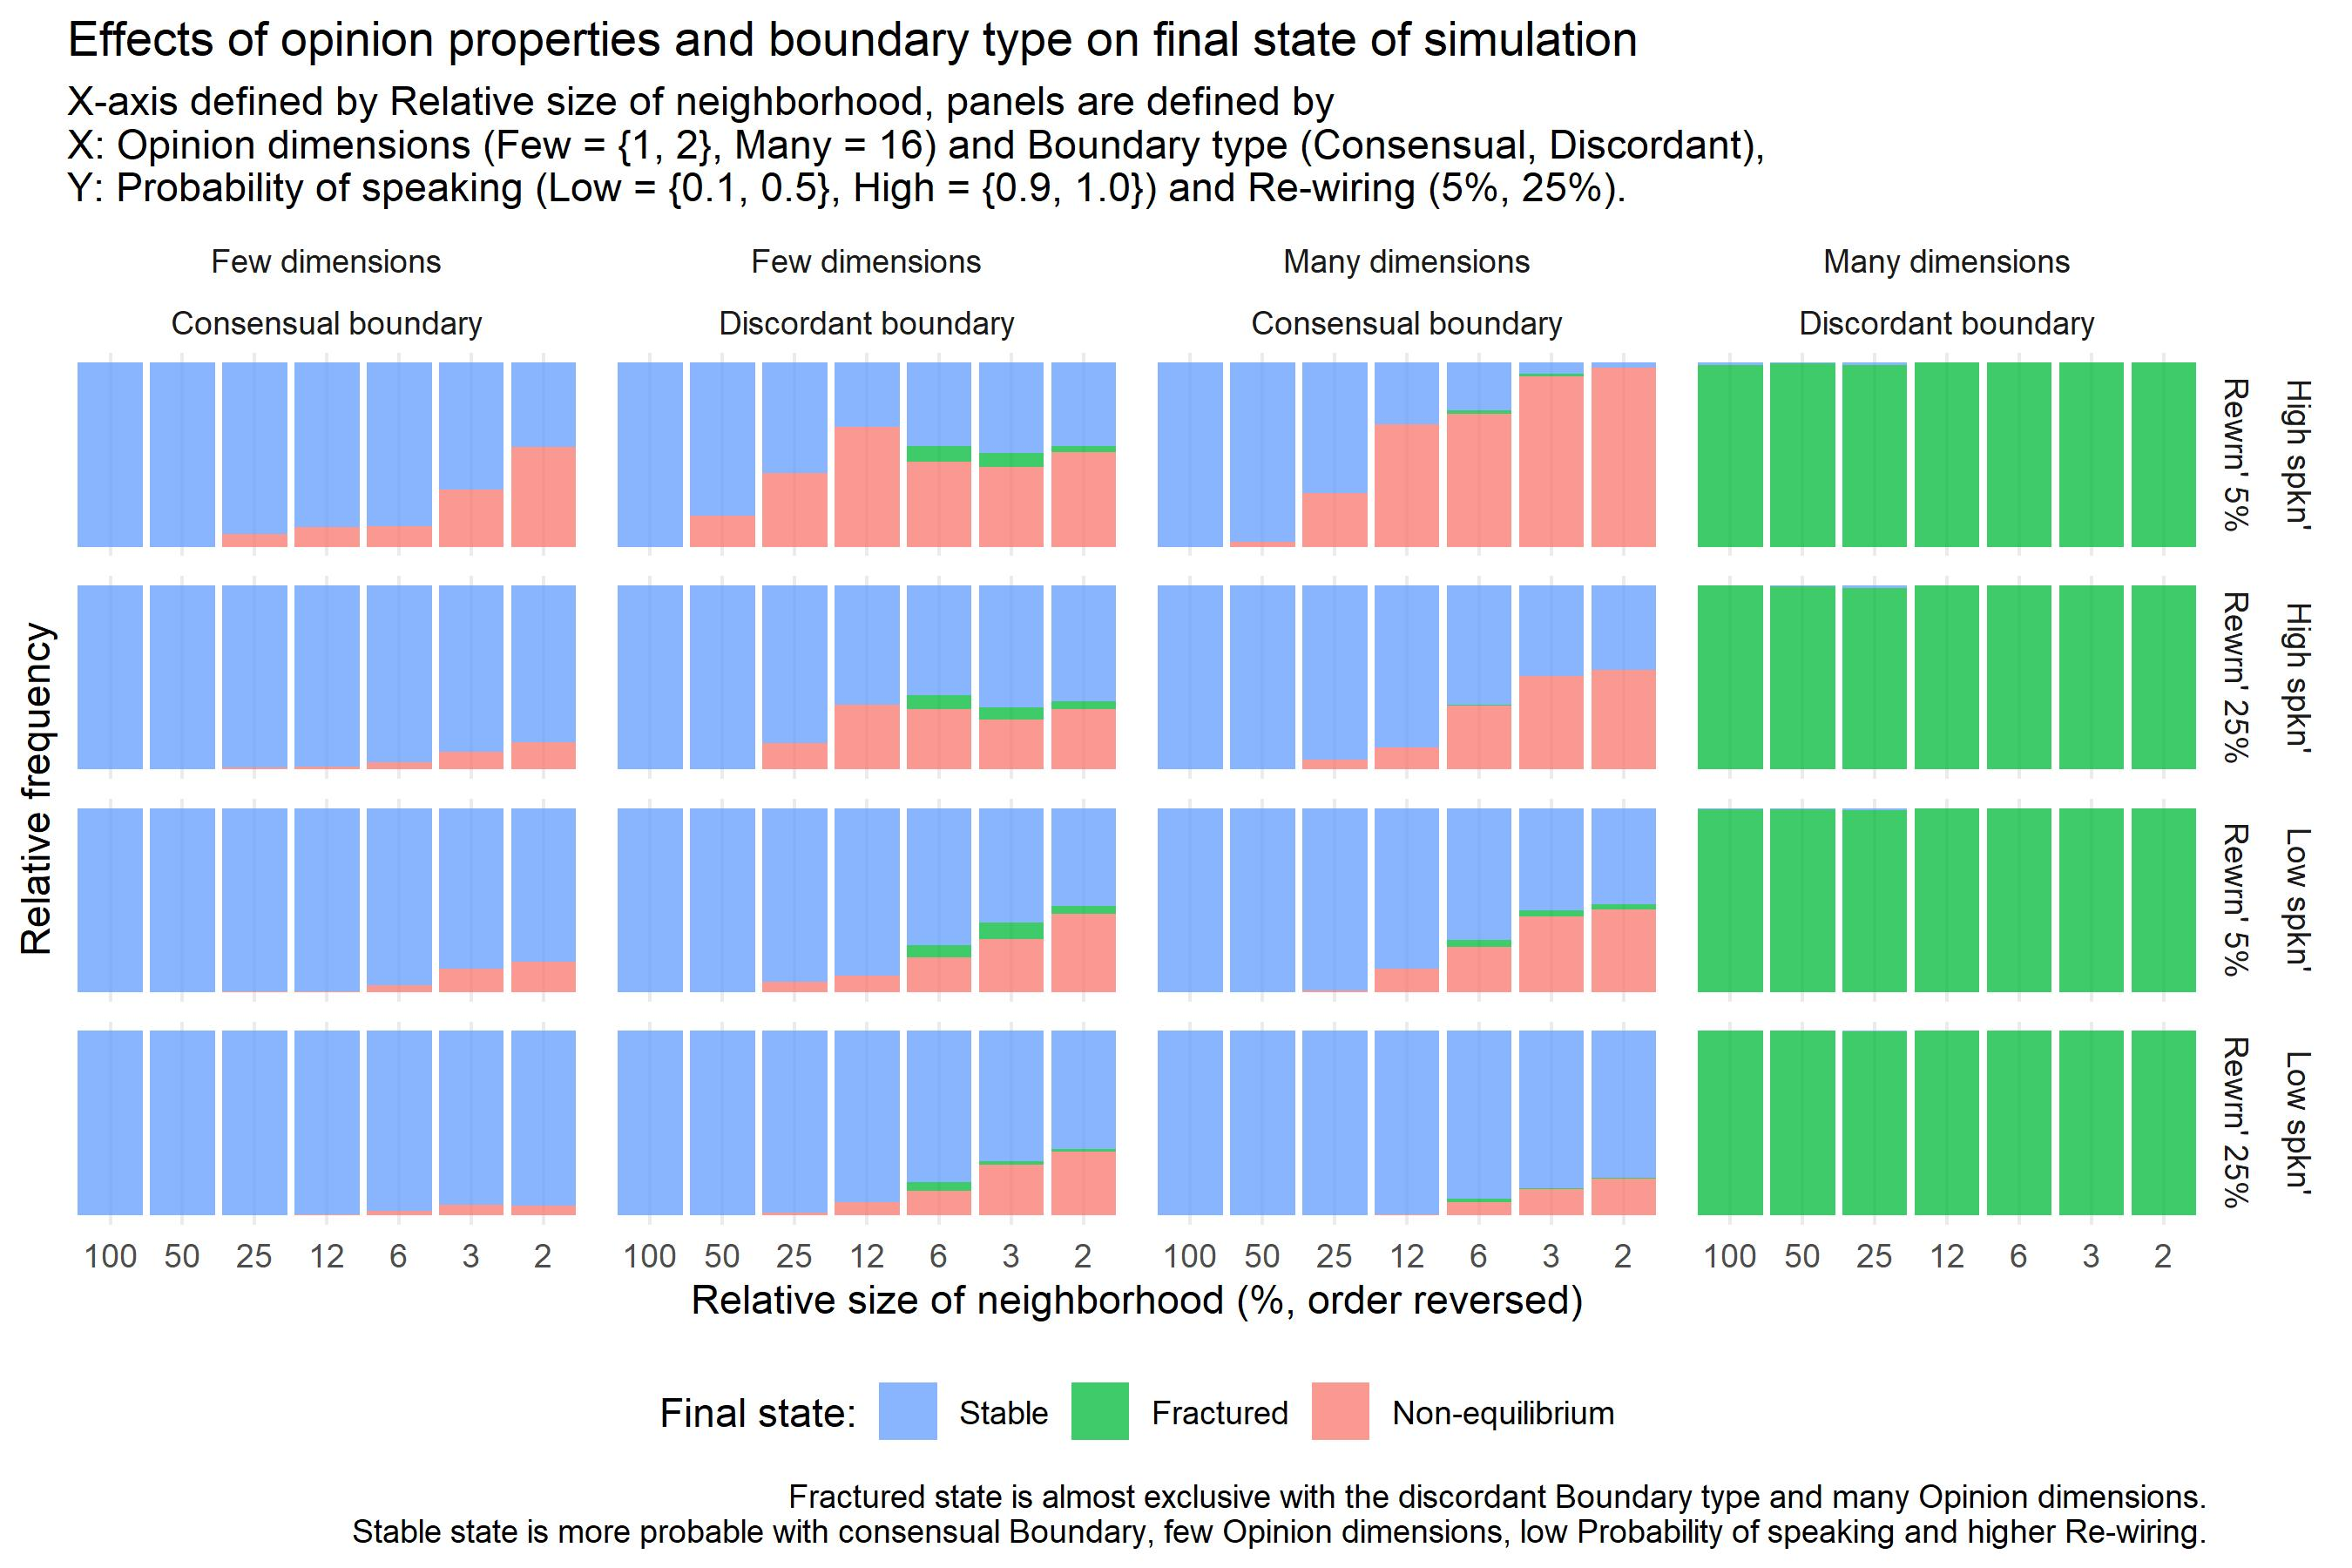 Effects of opinion properties and boundary type on final state of simulation
X-axis defined by Relative size of neighborhood, panels are defined by
X: Opinion dimensions (Few = {1, 2}, Many = 16) and Boundary type (Consensual, Discordant),
Y: Probability of speaking (Low = {0.1, 0.5}, High = {0.9, 1.0}) and Re-wiring (5%, 25%).
Few dimensions
Consensual boundary
Few dimensions
Discordant boundary
Many dimensions
Consensual boundary
Many dimensions
Discordant boundary
High spkn'
Rewrn' 5%
High spkn'
Rewrn' 25%
Low spkn'
Rewrn' 5%
Low spkn'
Rewrn' 25%
Relative frequency
100 50 25 12 6 3 2
100 50 25 12 6 3 2
100 50 25 12 6 3 2
100 50 25 12 6 3 2
Relative size of neighborhood (%, order reversed)
Final state: Stable Fractured Non-equilibrium
Fractured state is almost exclusive with the discordant Boundary type and many Opinion dimensions.
Stable state is more probable with consensual Boundary, few Opinion dimensions, low Probability of speaking and higher Re-wiring.